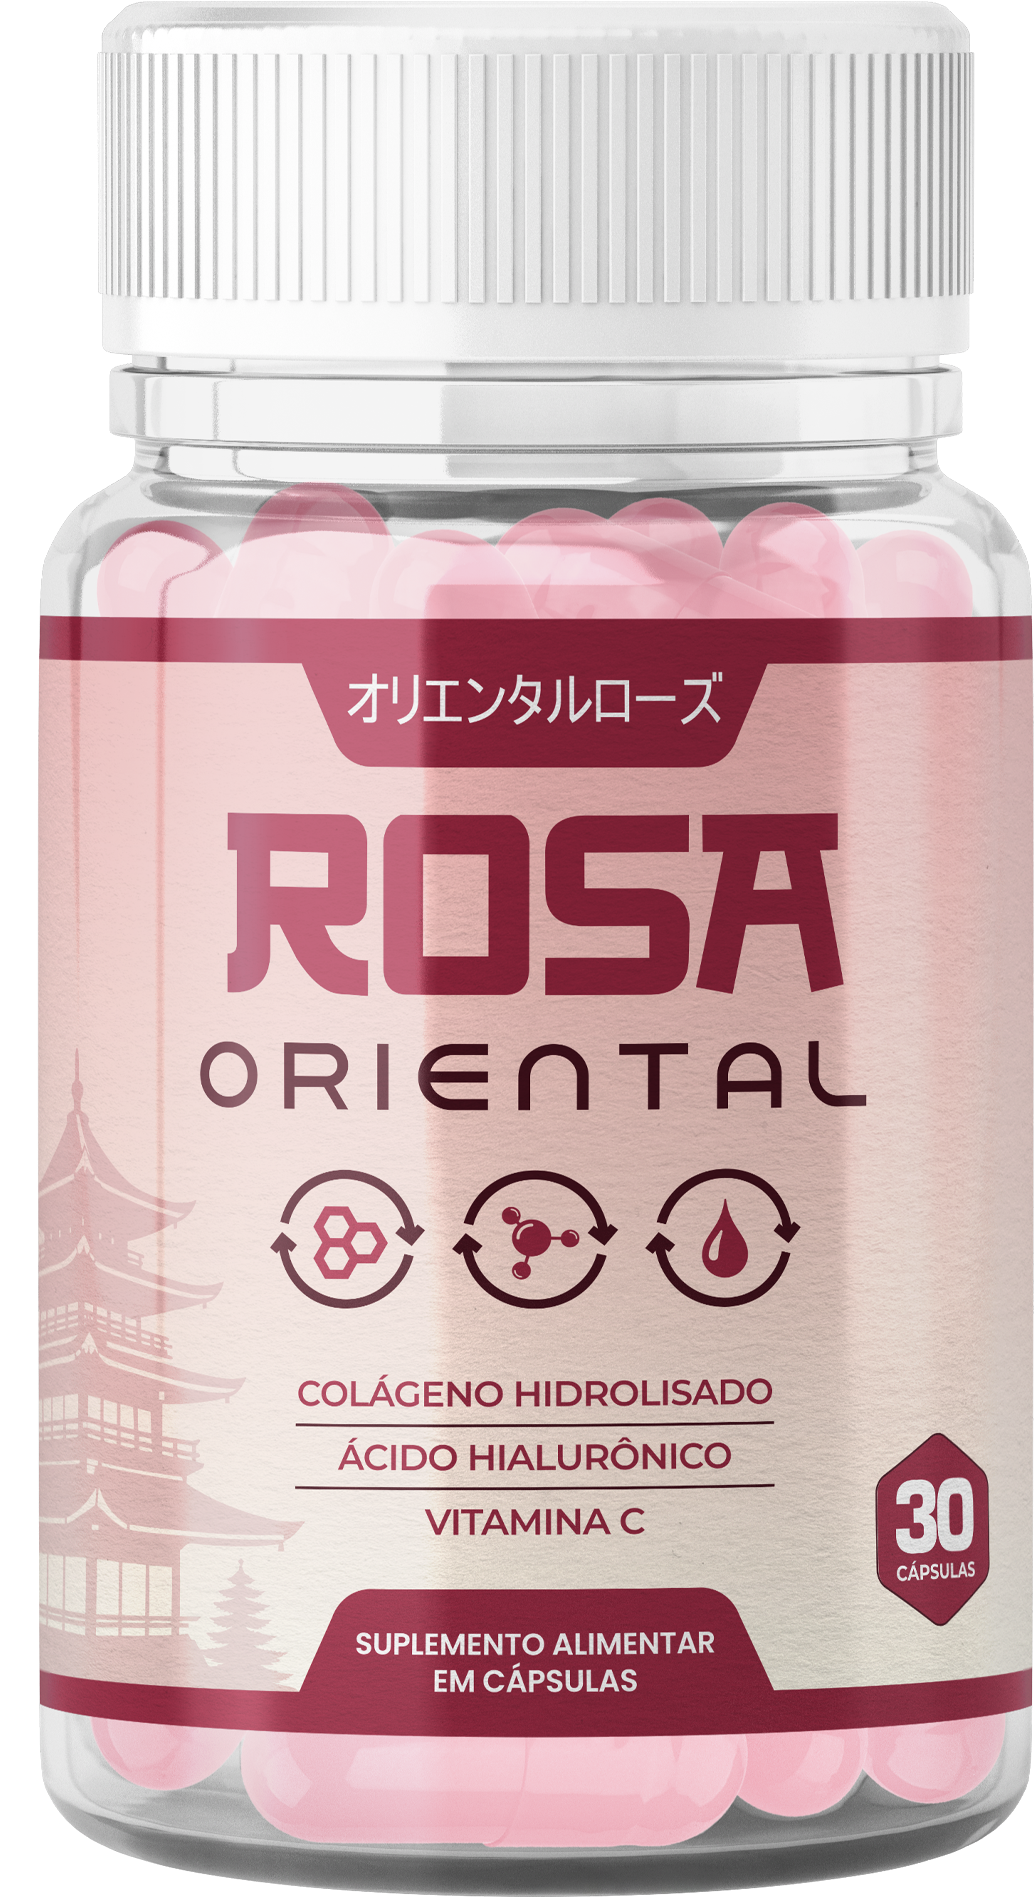 オリエンタルローズ
ROSA
ORIENTAL
COLÁGENO HIDROLISADO
ÁCIDO HIALURÔNICO
VITAMINA C
30
CÁPSULAS
SUPLEMENTO ALIMENTAR
EM CÁPSULAS